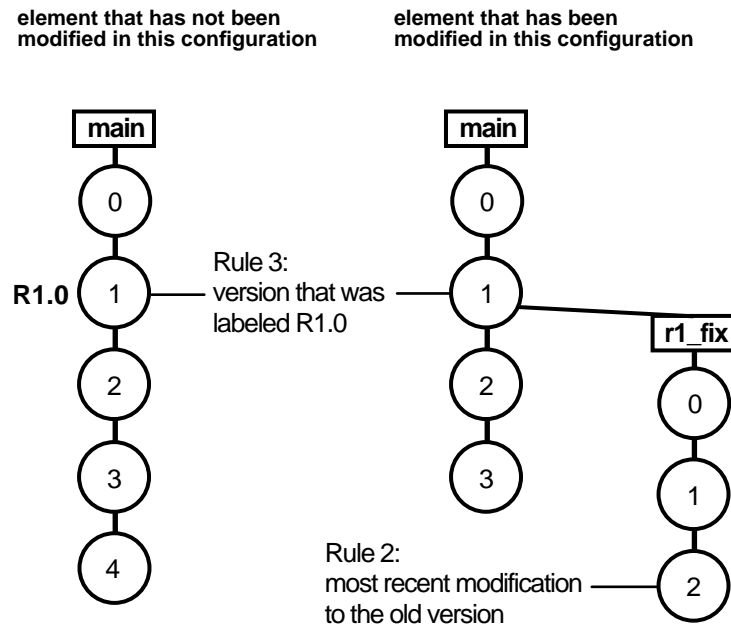 element that has not been
modified in this configuration
element that has been
modified in this configuration
main
0
R1.0
1
2
3
4
Rule 3:
version that was
labeled R1.0
main
0
1
2
3
r1_fix
0
1
2
Rule 2:
most recent modification
to the old version